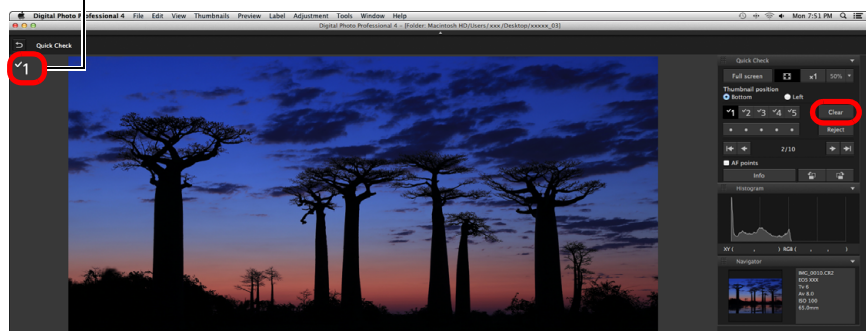 Digital Photo Professional 4 File Edit View Thumbnails Preview Label Adjustment Tools Window Help Mon 7:51 PM
Digital Photo Professional 4 – [Folder: Macintosh HD/Users/xxx/Desktop/xxxxx_03]
Quick Check
1
Quick Check
Full screen x1 50%
Thumbnail position
Bottom Left
1 2 3 4 5 Clear
Reject
2/10
AF points
Info
Histogram
XY ( , ) RGB ( , , )
Navigator
IMG_0010.CR2
EOS XXX
Tv 6
Av 8.0
ISO 100
65.0mm